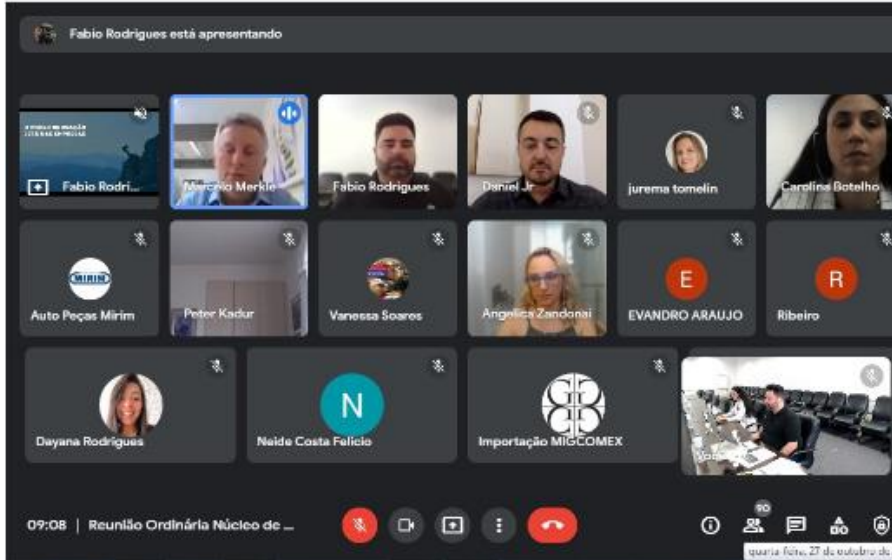 Fabio Rodrigues está apresentando
Fabio Rodri...
Marcelo Merkle
Fabio Rodrigues
Daniel Jr
jurema tomelin
Carolina Botelho
MIRIM
Auto Peças Mirim
Peter Kadur
Vanessa Soares
Angelica Zandonai
E
EVANDRO ARAUJO
R
Ribeiro
Dayana Rodrigues
N
Neide Costa Felicio
Importação MIGCOMEX
09:08 | Reunião Ordinária Núcleo de ...
90
quarta-feira, 27 de outubro de